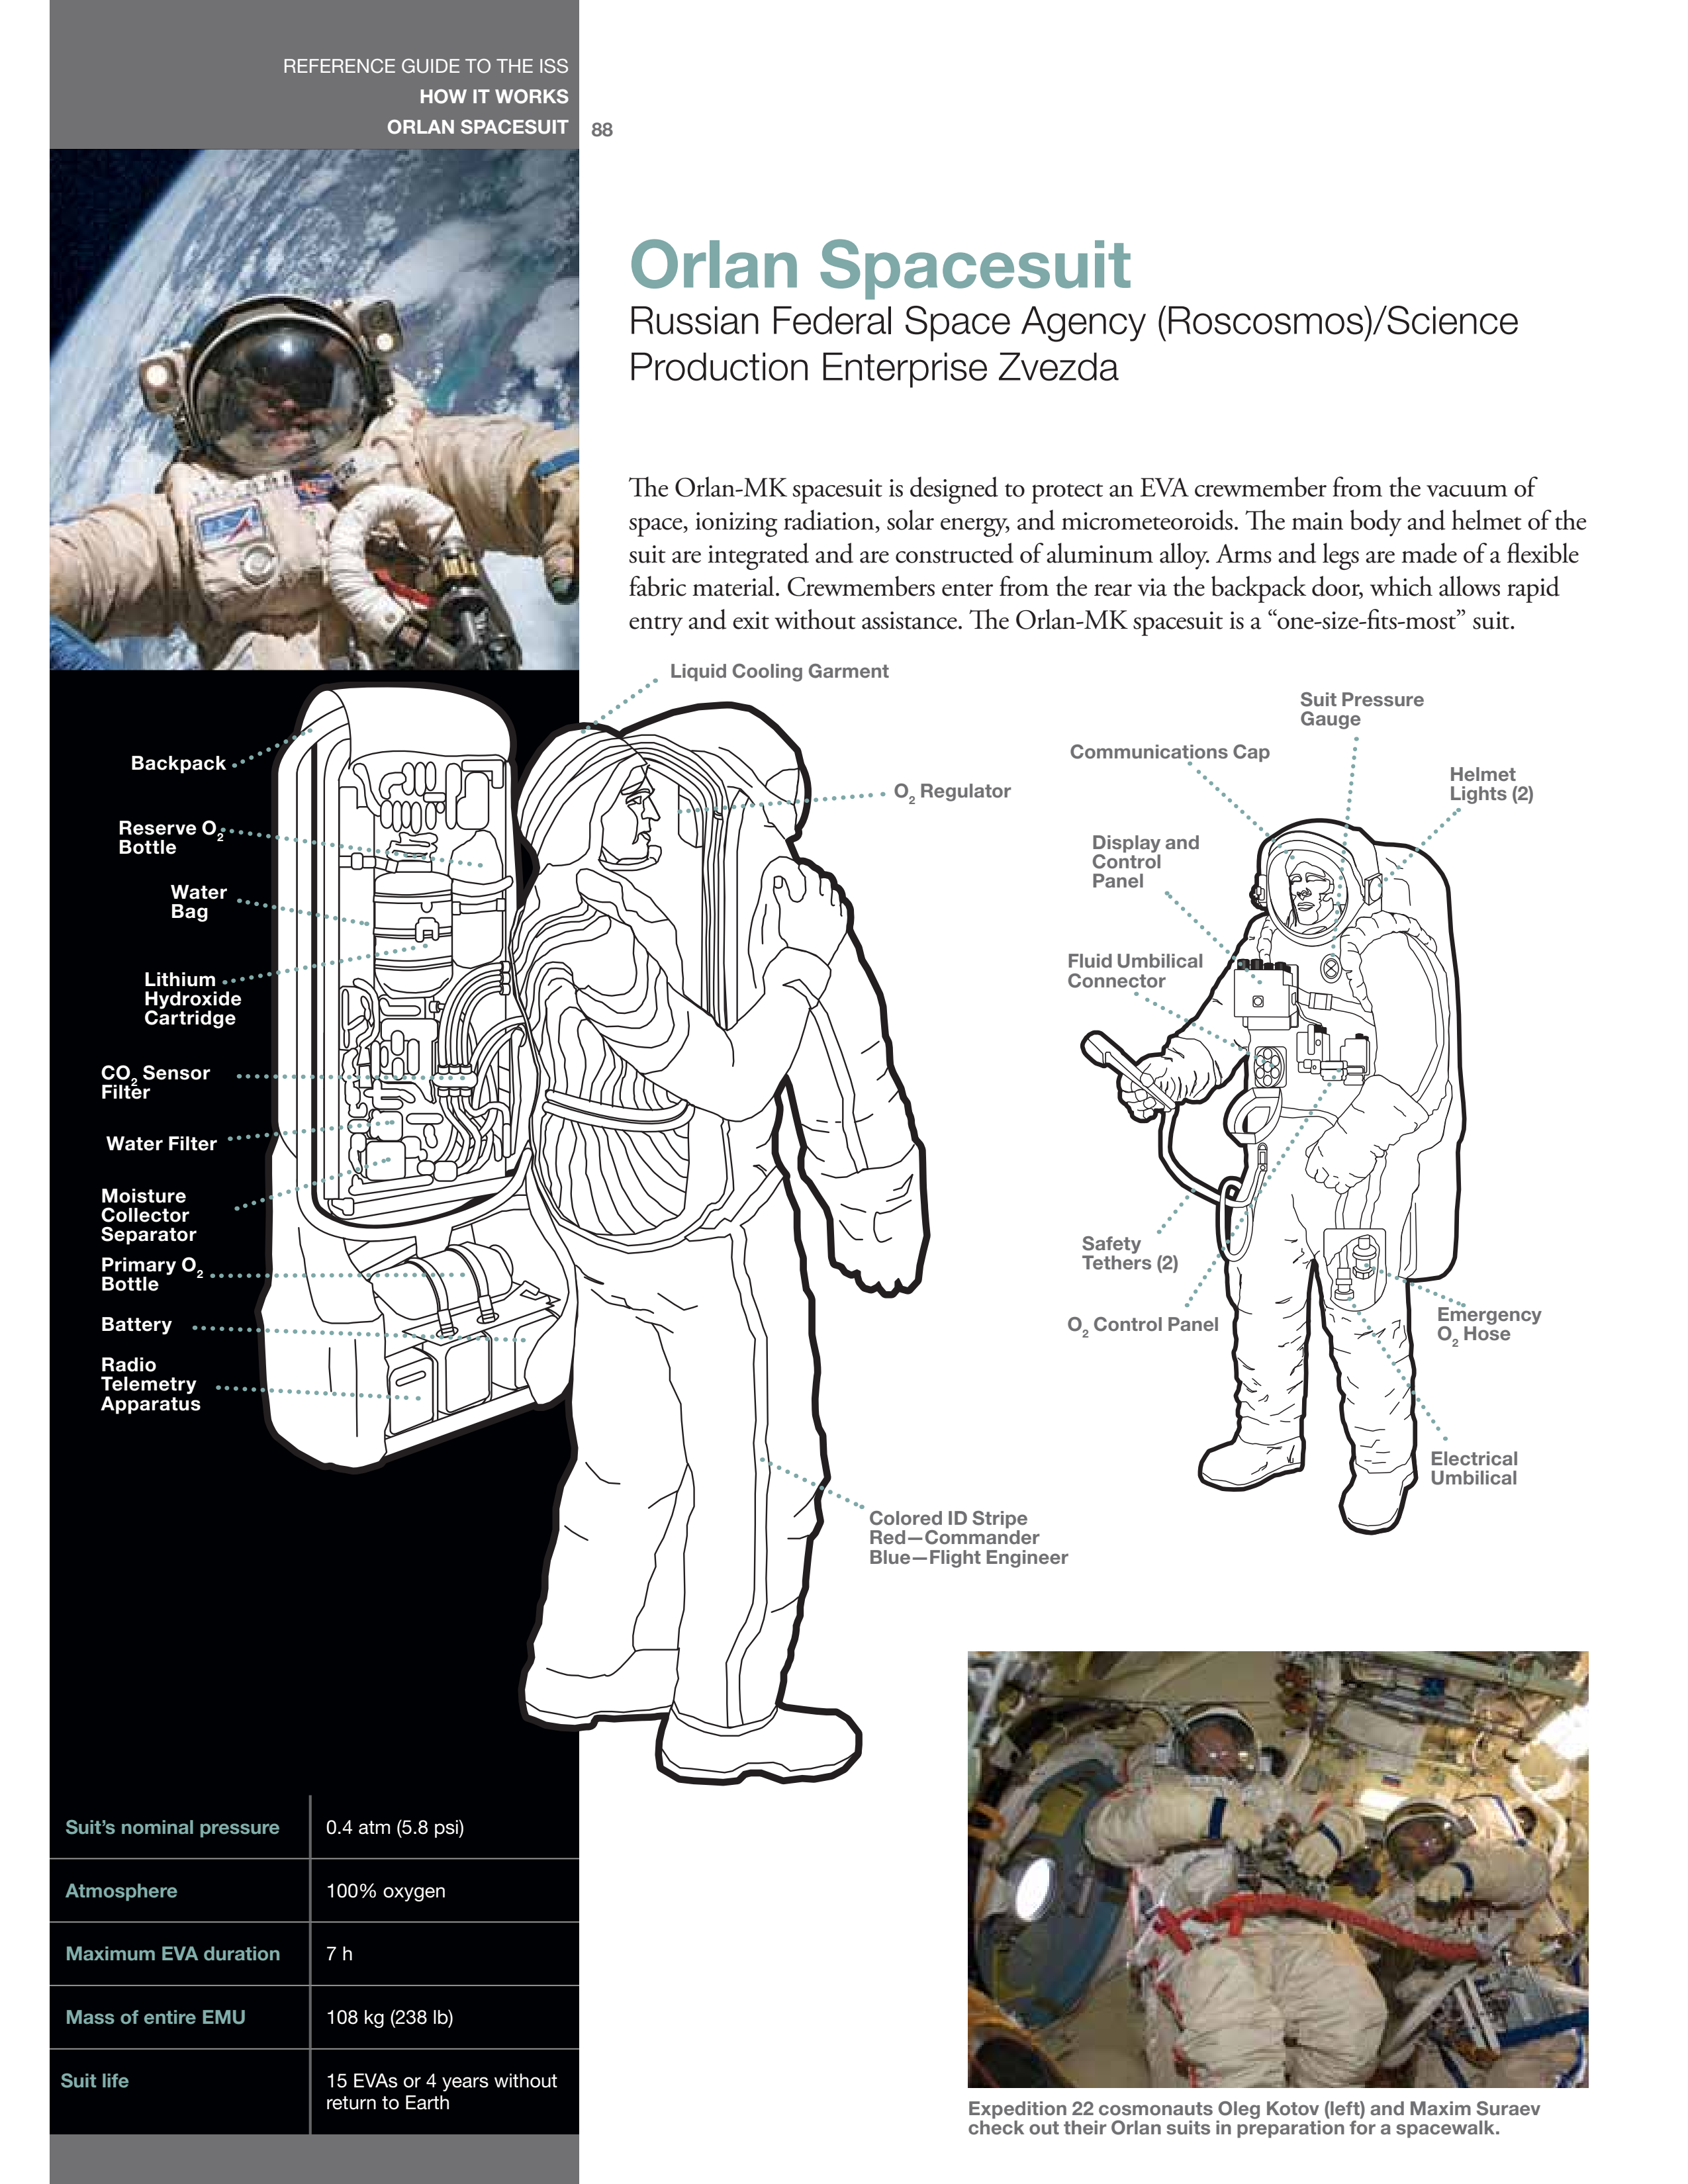 REFERENCE GUIDE TO THE ISS
HOW IT WORKS
ORLAN SPACESUIT
88
Orlan Spacesuit
Russian Federal Space Agency (Roscosmos)/Science
Production Enterprise Zvezda
The Orlan-MK spacesuit is designed to protect an EVA crewmember from the vacuum of
space, ionizing radiation, solar energy, and micrometeoroids. The main body and helmet of the
suit are integrated and are constructed of aluminum alloy. Arms and legs are made of a flexible
fabric material. Crewmembers enter from the rear via the backpack door, which allows rapid
entry and exit without assistance. The Orlan-MK spacesuit is a “one-size-fits-most” suit.
Liquid Cooling Garment
Backpack
Reserve O2
Bottle
Water
Bag
Lithium
Hydroxide
Cartridge
CO2 Sensor
Filter
Water Filter
Moisture
Collector
Separator
Primary O2
Bottle
Battery
Radio
Telemetry
Apparatus
O2 Regulator
Colored ID Stripe
Red—Commander
Blue—Flight Engineer
Suit Pressure
Gauge
Communications Cap
Helmet
Lights (2)
Display and
Control
Panel
Fluid Umbilical
Connector
Safety
Tethers (2)
O2 Control Panel
Emergency
O2 Hose
Electrical
Umbilical
Suit’s nominal pressure
0.4 atm (5.8 psi)
Atmosphere
100% oxygen
Maximum EVA duration
7 h
Mass of entire EMU
108 kg (238 lb)
Suit life
15 EVAs or 4 years without
return to Earth
Expedition 22 cosmonauts Oleg Kotov (left) and Maxim Suraev
check out their Orlan suits in preparation for a spacewalk.